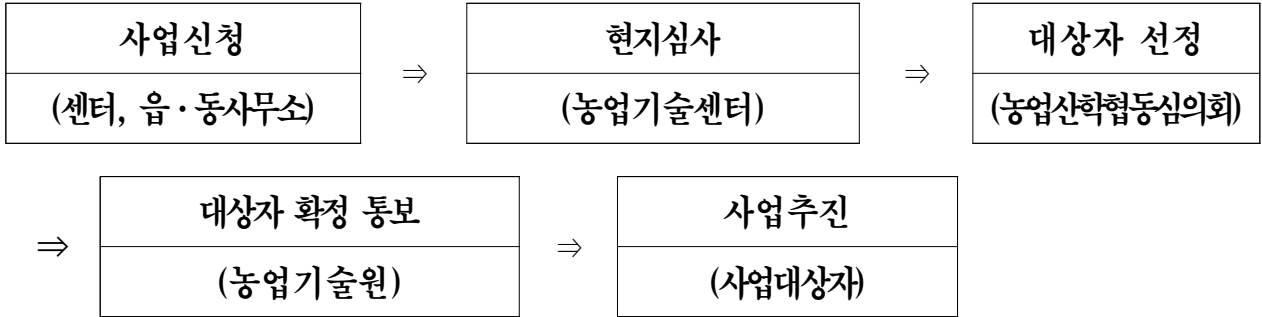 사업신청 ⇒ 현지심사 ⇒ 대상자 선정
(센터, 읍·동사무소) (농업기술센터) (농업산학협동심의회)
⇒ 대상자 확정 통보 ⇒ 사업추진
(농업기술원) (사업대상자)